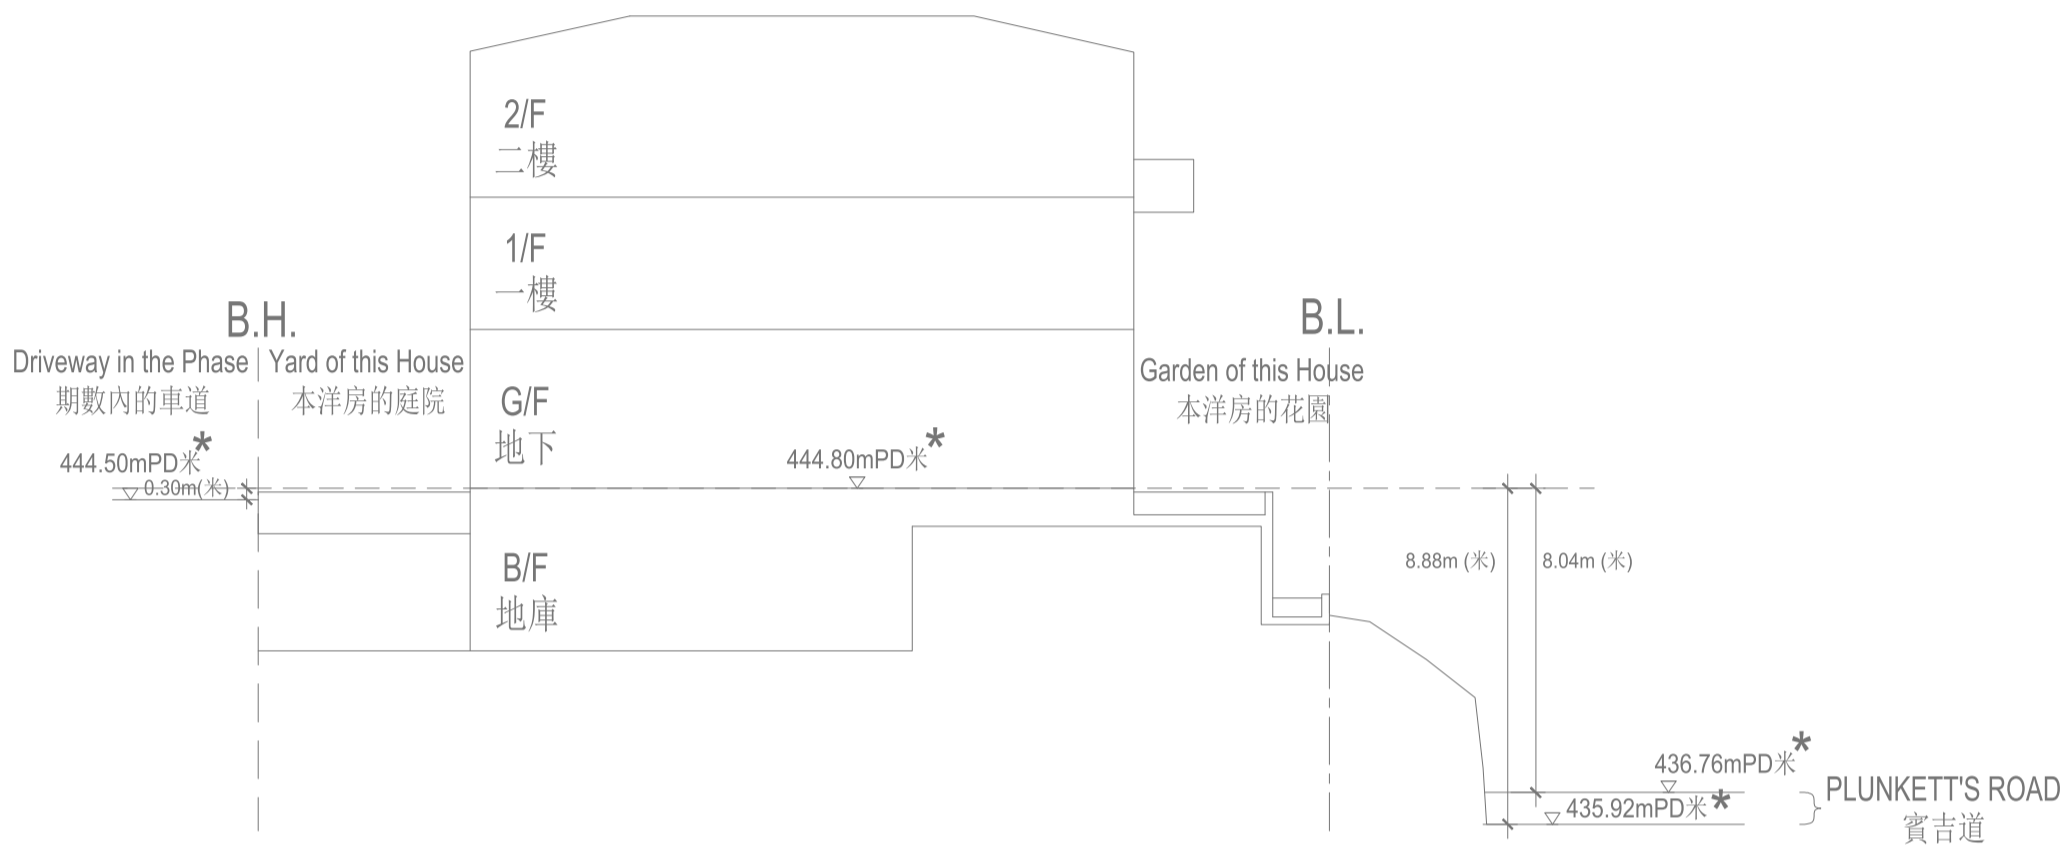 2/F
二樓
1/F
一樓
B.H.
B.L.
Driveway in the Phase
期數內的車道
Yard of this House
本洋房的庭院
Garden of this House
本洋房的花園
G/F
地下
444.50mPD米*
0.30m(米)
444.80mPD米*
B/F
地庫
8.88m (米)
8.04m (米)
436.76mPD米*
435.92mPD米*
PLUNKETT'S ROAD
賓吉道